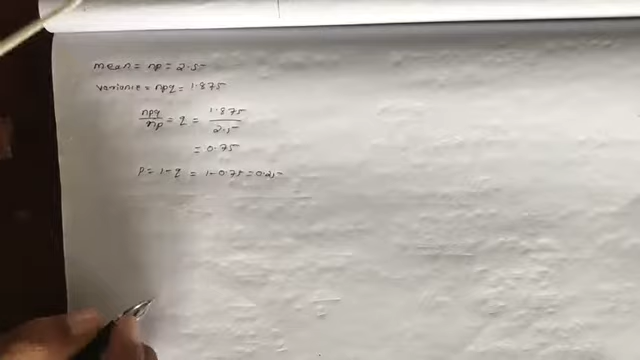 mean = np = 2.5
variance = npq = 1.875
npq/np = q = 1.875/2.5
= 0.75
p = 1-q = 1-0.75 = 0.25